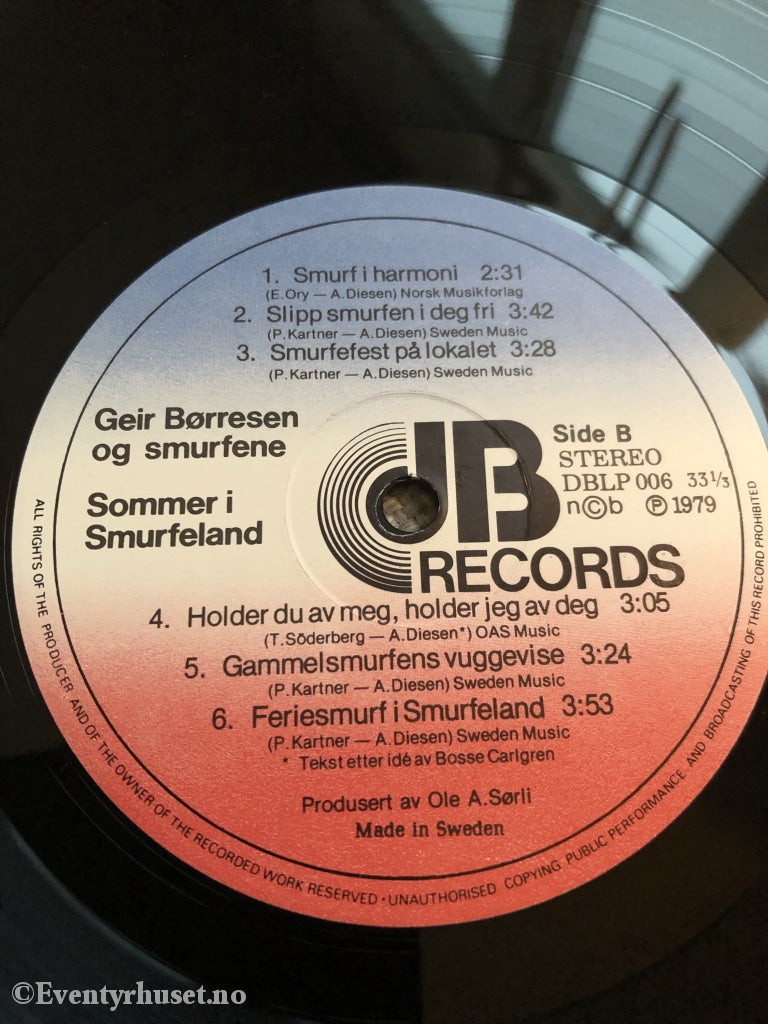 1. Smurf i harmoni 2:31
(E.Ory — A.Diesen) Norsk Musikforlag
2. Slipp smurfen i deg fri 3:42
(P.Kartner — A.Diesen) Sweden Music
3. Smurfefest på lokalet 3:28
(P.Kartner — A.Diesen) Sweden Music
Geir Børresen
og smurfene
Sommer i
Smurfeland
dB
RECORDS
Side B
STEREO
DBLP 006 33⅓
n©b ℗ 1979
4. Holder du av meg, holder jeg av deg 3:05
(T.Söderberg — A.Diesen*) OAS Music
5. Gammelsmurfens vuggevise 3:24
(P.Kartner — A.Diesen) Sweden Music
6. Feriesmurf i Smurfeland 3:53
(P.Kartner — A.Diesen) Sweden Music
* Tekst etter idé av Bosse Carlgren
Produsert av Ole A.Sørli
Made in Sweden
ALL RIGHTS OF THE PRODUCER AND OF THE OWNER OF THE RECORDED WORK RESERVED · UNAUTHORISED COPYING PUBLIC PERFORMANCE AND BROADCASTING OF THIS RECORD PROHIBITED
©Eventyrhuset.no